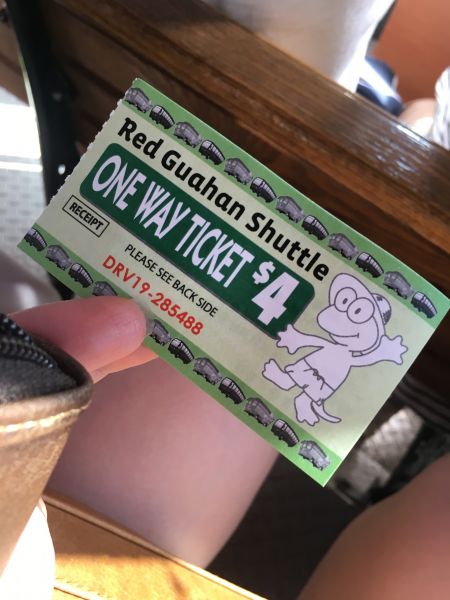 Red Guahan Shuttle
ONE WAY TICKET $4
RECEIPT
PLEASE SEE BACK SIDE
DRV19-285488